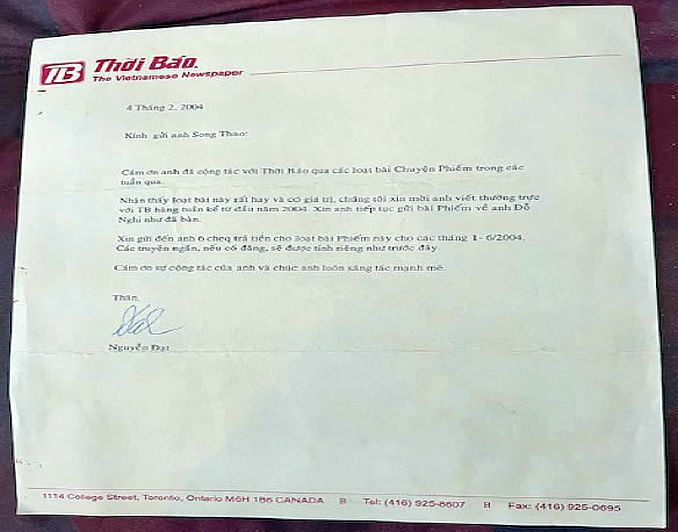 TB Thời Báo.
The Vietnamese Newspaper
4 Tháng 2, 2004
Kính gửi anh Song Thao:
Cám ơn anh đã cộng tác với Thời Báo qua các loạt bài Chuyện Phiếm trong các
tuần qua.
Nhận thấy loạt bài này rất hay và có giá trị, chúng tôi xin mời anh viết thường trực
với TB hàng tuần kể từ đầu năm 2004. Xin anh tiếp tục gửi bài Phiếm về anh Đỗ
Nghi như đã bàn.
Xin gửi đến anh 6 cheq trả tiền cho loạt bài Phiếm này cho các tháng 1- 6/2004.
Các truyện ngắn, nếu có đăng, sẽ được tính riêng như trước đây.
Cám ơn sự cộng tác của anh và chúc anh luôn sáng tác mạnh mẽ.
Thân,
Đạt
Nguyễn Đạt
1114 College Street, Toronto, Ontario M6H 1B6 CANADA Tel: (416) 925-8607 Fax: (416) 925-0695